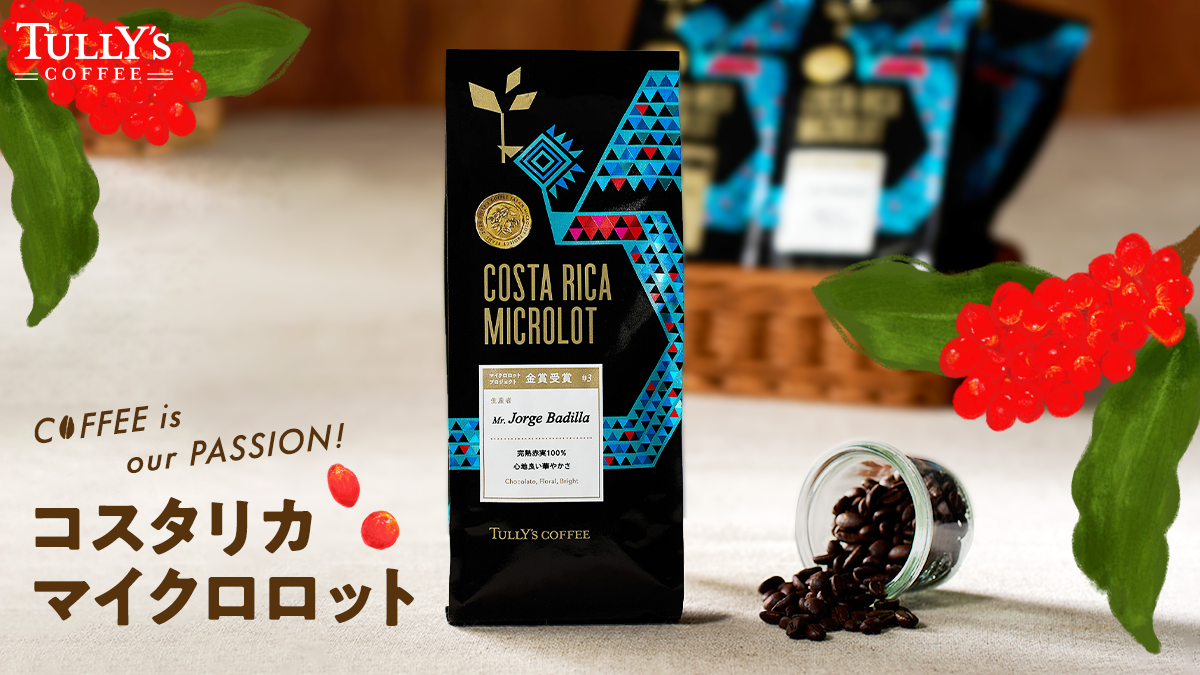 TULLY'S
COFFEE
COFFEE is
our PASSION!
コスタリカ
マイクロロット
COSTA RICA
MICROLOT
マイクロロット
プロジェクト 金賞受賞 #3
生産者
Mr. Jorge Badilla
完熟赤実100%
心地良い華やかさ
Chocolate, Floral, Bright
TULLY'S COFFEE
COSTA RICA
MICROLOT